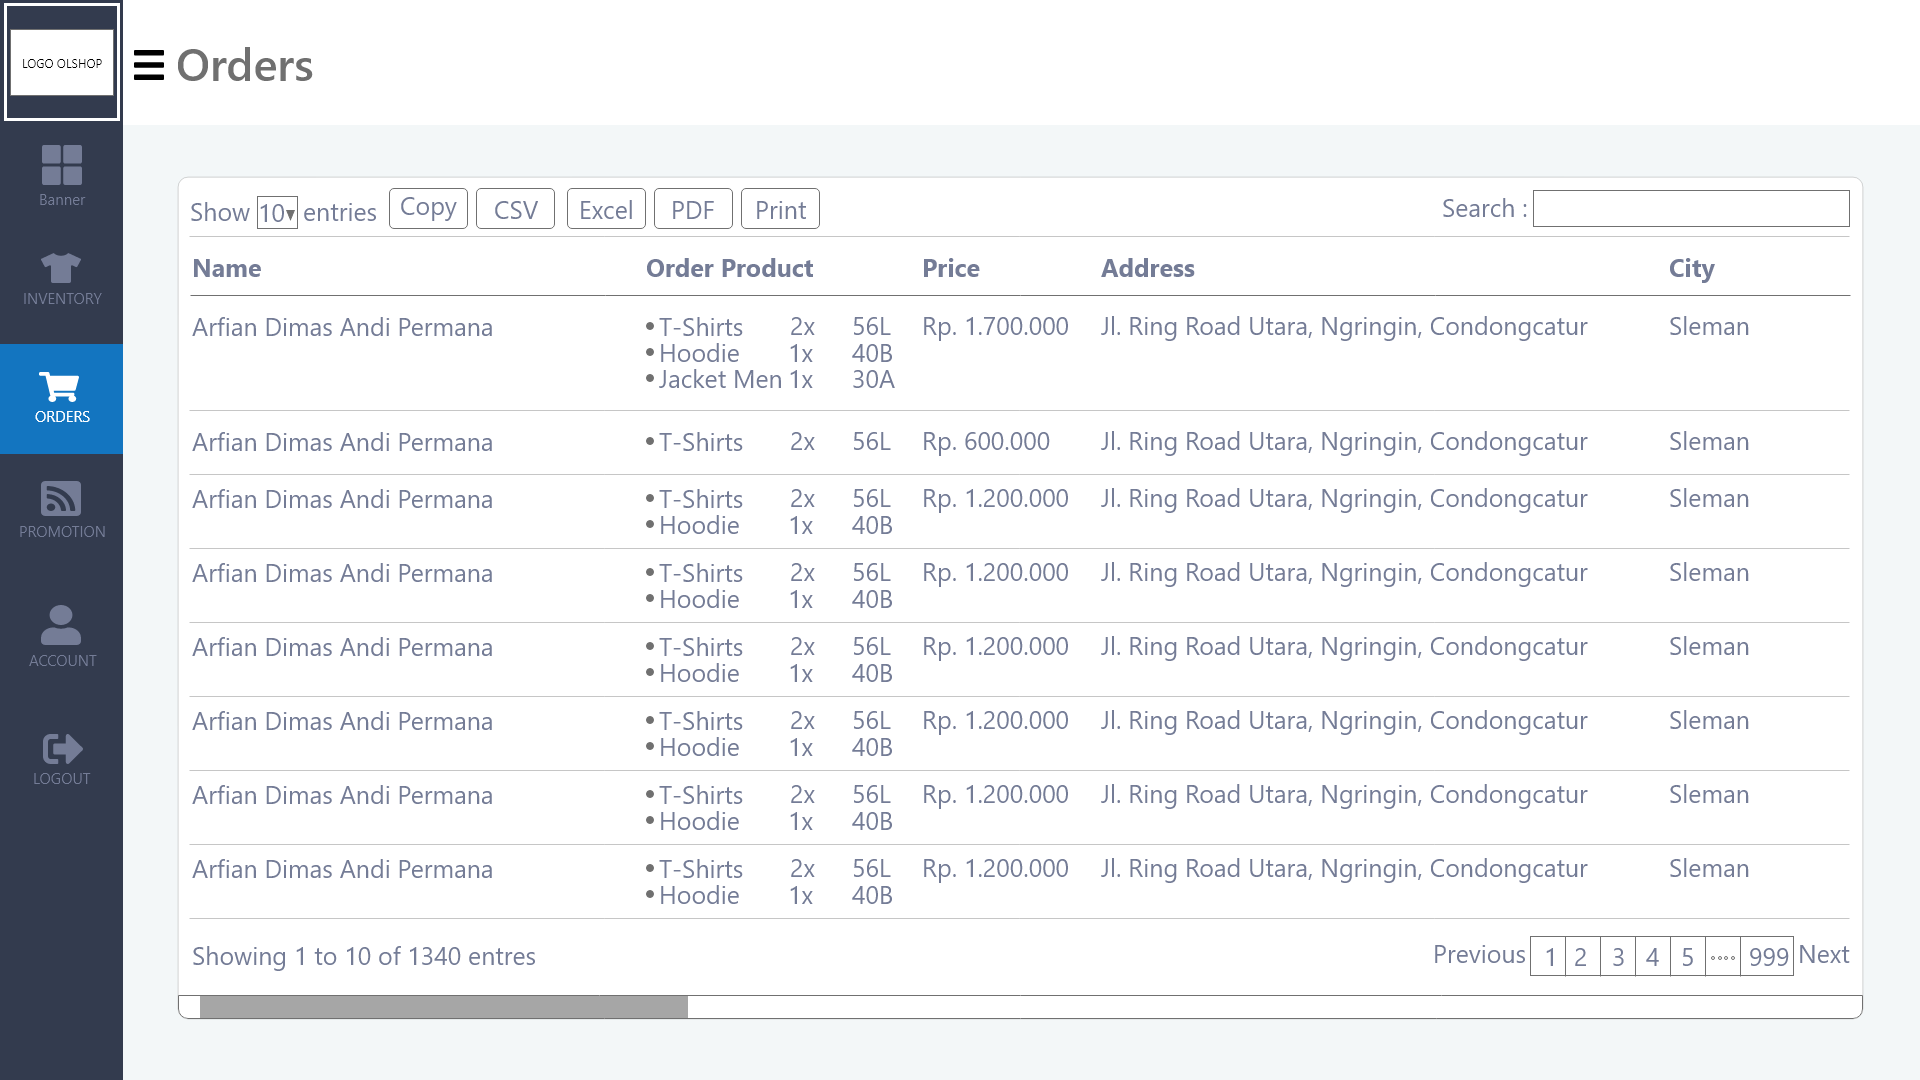 LOGO OLSHOP
Orders
Banner
INVENTORY
ORDERS
PROMOTION
ACCOUNT
LOGOUT
Show 10 entries Copy CSV Excel PDF Print Search :
Name Order Product Price Address City
Arfian Dimas Andi Permana • T-Shirts 2x 56L Rp. 1.700.000 Jl. Ring Road Utara, Ngringin, Condongcatur Sleman
• Hoodie 1x 40B
• Jacket Men 1x 30A
Arfian Dimas Andi Permana • T-Shirts 2x 56L Rp. 600.000 Jl. Ring Road Utara, Ngringin, Condongcatur Sleman
Arfian Dimas Andi Permana • T-Shirts 2x 56L Rp. 1.200.000 Jl. Ring Road Utara, Ngringin, Condongcatur Sleman
• Hoodie 1x 40B
Arfian Dimas Andi Permana • T-Shirts 2x 56L Rp. 1.200.000 Jl. Ring Road Utara, Ngringin, Condongcatur Sleman
• Hoodie 1x 40B
Arfian Dimas Andi Permana • T-Shirts 2x 56L Rp. 1.200.000 Jl. Ring Road Utara, Ngringin, Condongcatur Sleman
• Hoodie 1x 40B
Arfian Dimas Andi Permana • T-Shirts 2x 56L Rp. 1.200.000 Jl. Ring Road Utara, Ngringin, Condongcatur Sleman
• Hoodie 1x 40B
Arfian Dimas Andi Permana • T-Shirts 2x 56L Rp. 1.200.000 Jl. Ring Road Utara, Ngringin, Condongcatur Sleman
• Hoodie 1x 40B
Arfian Dimas Andi Permana • T-Shirts 2x 56L Rp. 1.200.000 Jl. Ring Road Utara, Ngringin, Condongcatur Sleman
• Hoodie 1x 40B
Showing 1 to 10 of 1340 entres Previous 1 2 3 4 5 .... 999 Next